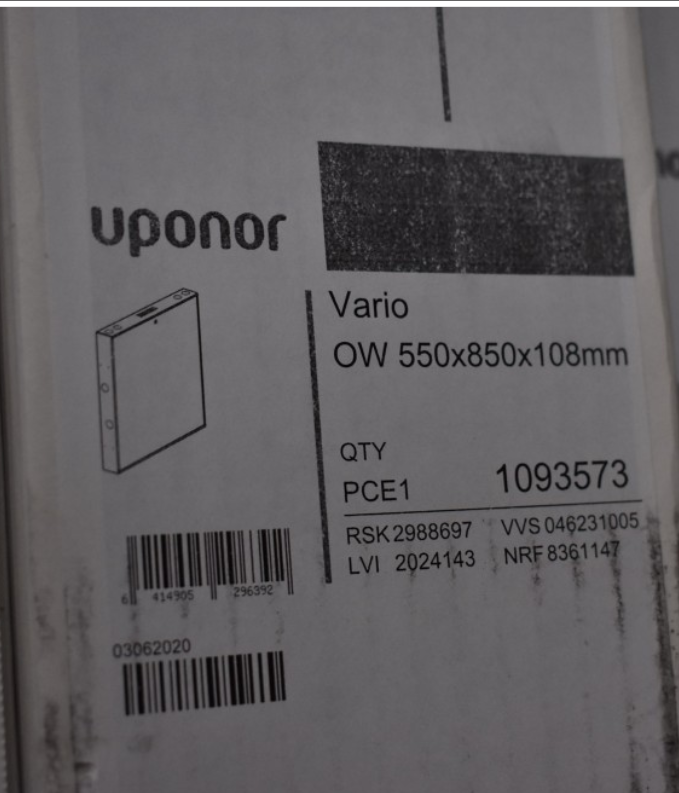 uponor
Vario
OW 550x850x108mm
QTY
PCE1 1093573
RSK 2988697 VVS 046231005
LVI 2024143 NRF 8361147
6 414905 296392
03062020